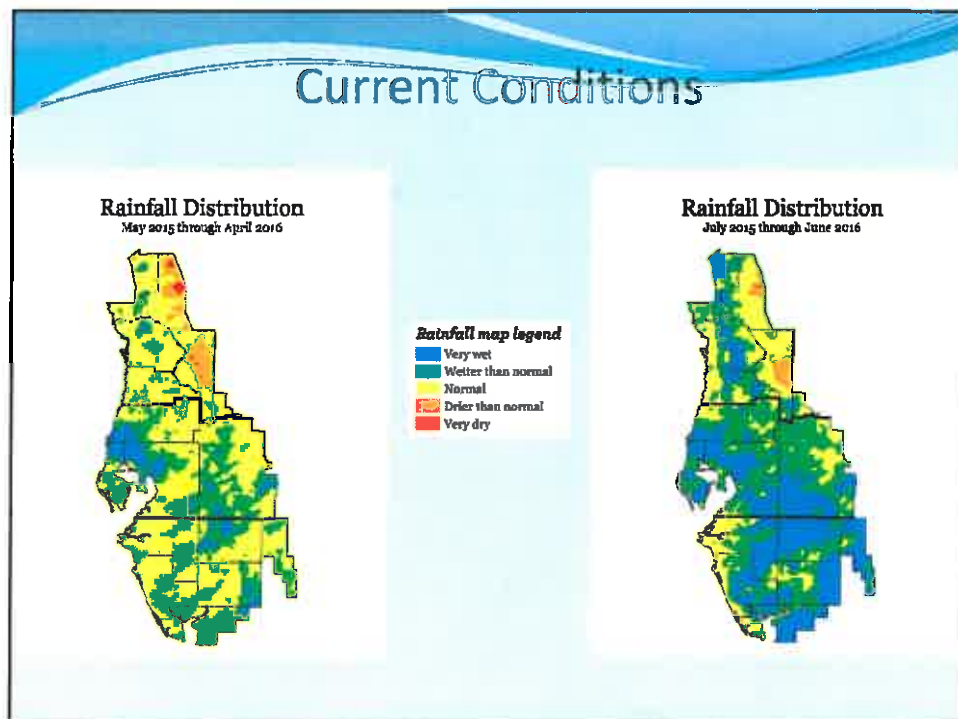 Current Conditions
Rainfall Distribution
May 2015 through April 2016
Rainfall map legend
Very wet
Wetter than normal
Normal
Drier than normal
Very dry
Rainfall Distribution
July 2015 through June 2016